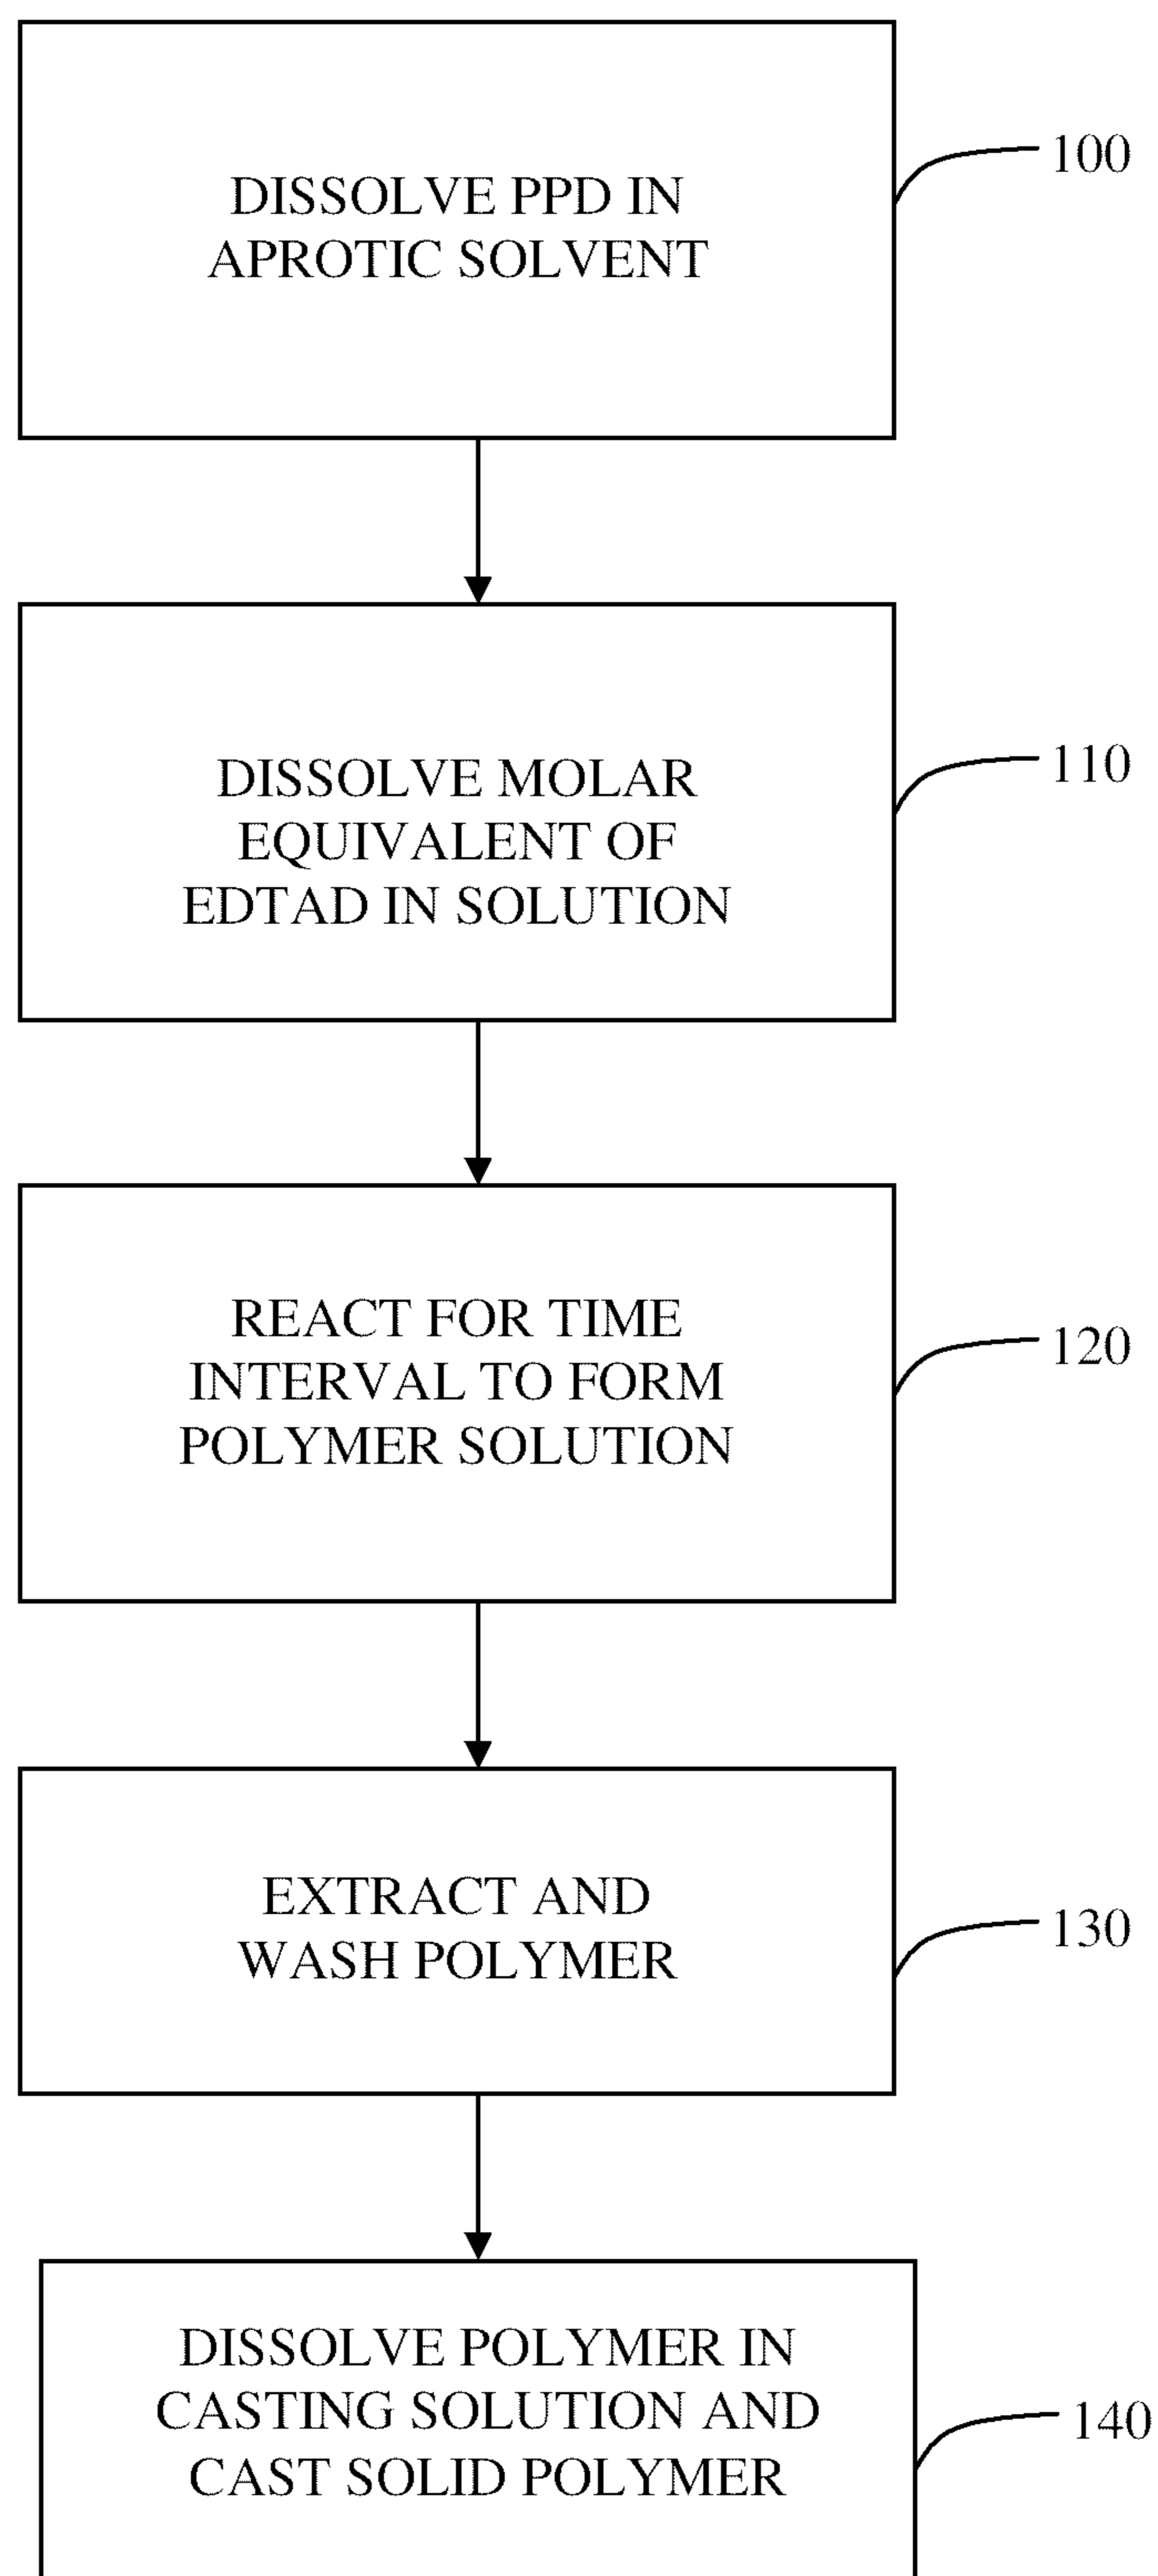 DISSOLVE PPD IN
APROTIC SOLVENT
100
DISSOLVE MOLAR
EQUIVALENT OF
EDTAD IN SOLUTION
110
REACT FOR TIME
INTERVAL TO FORM
POLYMER SOLUTION
120
EXTRACT AND
WASH POLYMER
130
DISSOLVE POLYMER IN
CASTING SOLUTION AND
CAST SOLID POLYMER
140